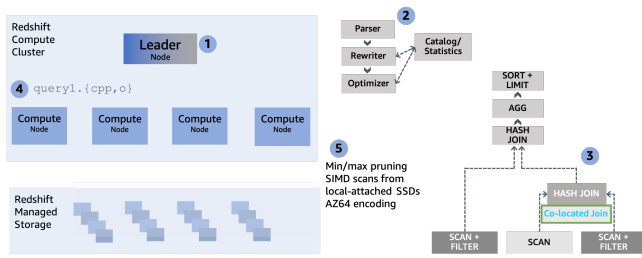 Redshift
Compute
Cluster
Leader
Node
1
4 query1.{cpp,o}
Compute
Node
Compute
Node
Compute
Node
Compute
Node
Redshift
Managed
Storage
2
Parser
Rewriter
Optimizer
Catalog/
Statistics
5
Min/max pruning
SIMD scans from
local-attached SSDs
AZ64 encoding
SORT +
LIMIT
AGG
HASH
JOIN
3
HASH JOIN
Co-located Join
SCAN +
FILTER
SCAN
SCAN +
FILTER